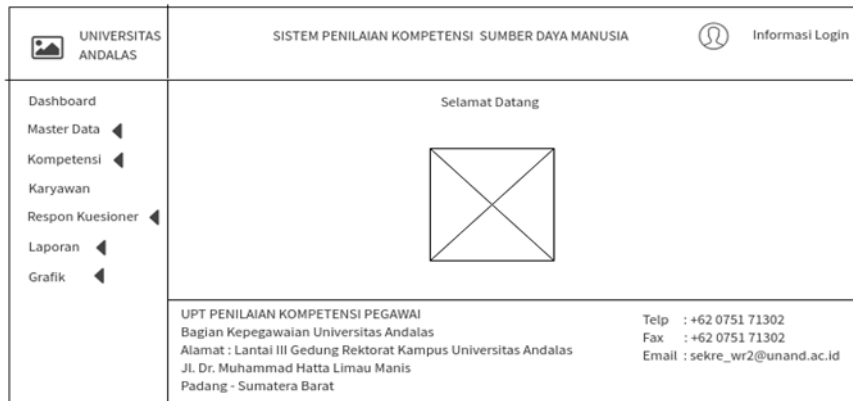 UNIVERSITAS
ANDALAS
SISTEM PENILAIAN KOMPETENSI SUMBER DAYA MANUSIA
Informasi Login
Dashboard
Master Data
Kompetensi
Karyawan
Respon Kuesioner
Laporan
Grafik
Selamat Datang
UPT PENILAIAN KOMPETENSI PEGAWAI
Bagian Kepegawaian Universitas Andalas
Alamat : Lantai III Gedung Rektorat Kampus Universitas Andalas
Jl. Dr. Muhammad Hatta Limau Manis
Padang - Sumatera Barat
Telp : +62 0751 71302
Fax : +62 0751 71302
Email : sekre_wr2@unand.ac.id